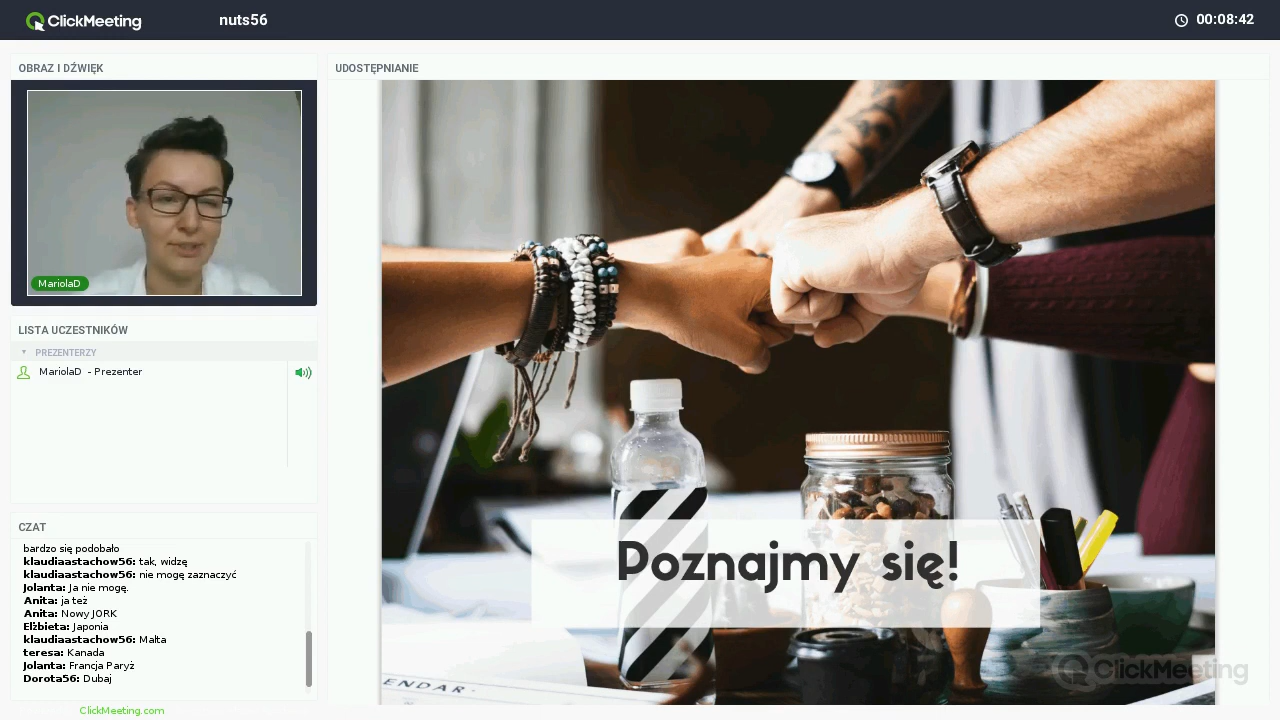 ClickMeeting
nuts56
00:08:42
OBRAZ I DŹWIĘK
MariolaD
LISTA UCZESTNIKÓW
PREZENTERZY
MariolaD - Prezenter
CZAT
bardzo się podobało
klaudiaastachow56: tak, widzę
klaudiaastachow56: nie mogę zaznaczyć
Jolanta: Ja nie mogę.
Anita: ja też
Anita: Nowy JORK
Elżbieta: Japonia
klaudiaastachow56: Malta
teresa: Kanada
Jolanta: Francja Paryż
Dorota56: Dubaj
ClickMeeting.com
UDOSTĘPNIANIE
Poznajmy się!
ENDAR
ClickMeeting